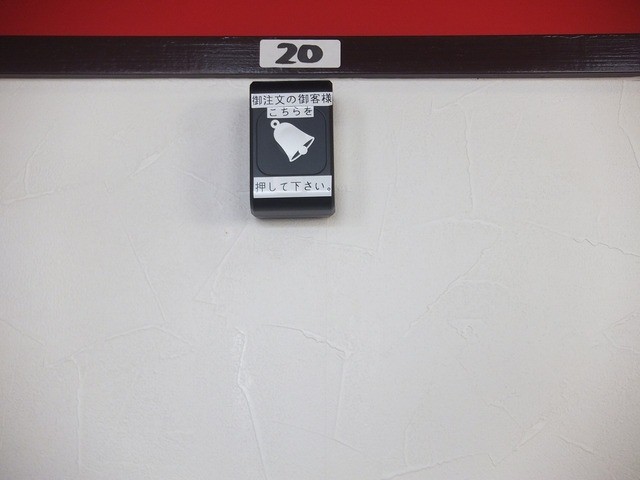 20
御注文の御客様
こちらを
押して下さい。